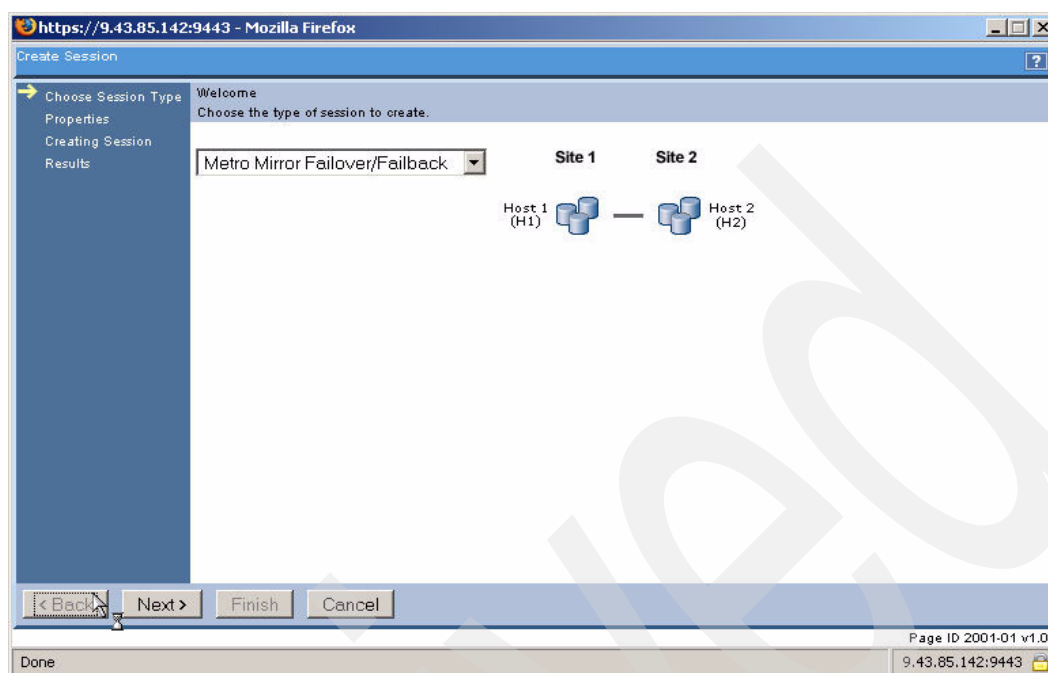 https://9.43.85.142:9443 - Mozilla Firefox
Create Session
?
Choose Session Type
Properties
Creating Session
Results
Welcome
Choose the type of session to create.
Metro Mirror Failover/Failback
Site 1 Site 2
Host 1 (H1)
Host 2 (H2)
< Back Next > Finish Cancel
Page ID 2001-01 v1.0
Done 9.43.85.142:9443